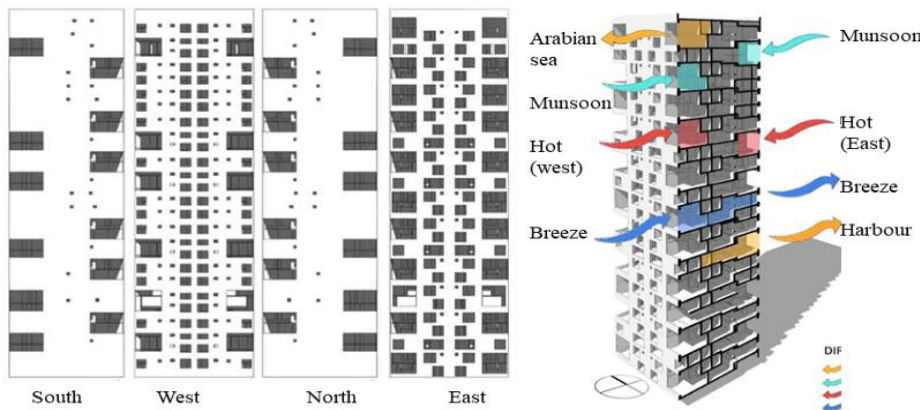 Arabian
sea
Munsoon
Munsoon
Hot
(west)
Hot
(East)
Breeze
Breeze
Harbour
South
West
North
East
DIF